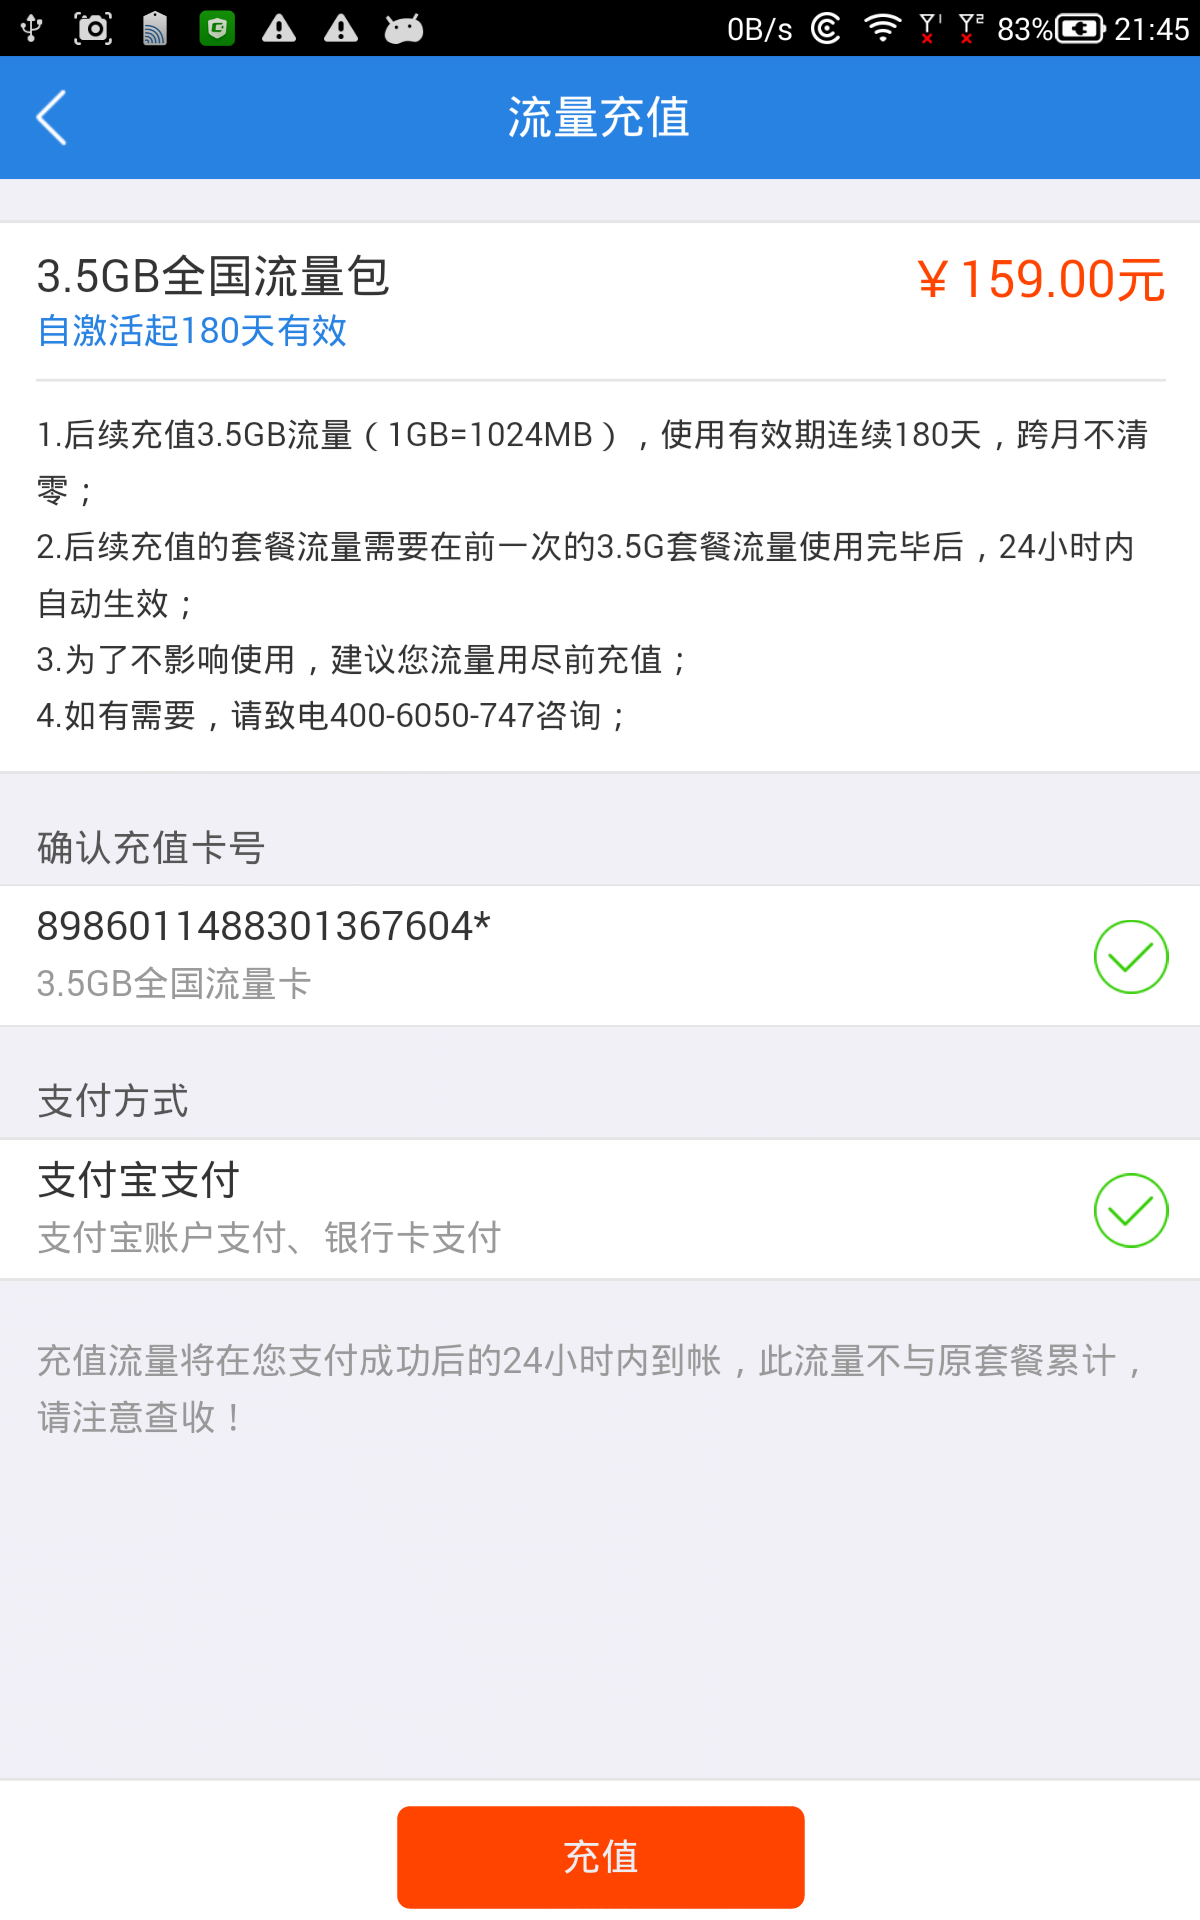 0B/s 83% 21:45
流量充值
3.5GB全国流量包
￥159.00元
自激活起180天有效
1.后续充值3.5GB流量（1GB=1024MB），使用有效期连续180天，跨月不清
零；
2.后续充值的套餐流量需要在前一次的3.5G套餐流量使用完毕后，24小时内
自动生效；
3.为了不影响使用，建议您流量用尽前充值；
4.如有需要，请致电400-6050-747咨询；
确认充值卡号
8986011488301367604*
3.5GB全国流量卡
支付方式
支付宝支付
支付宝账户支付、银行卡支付
充值流量将在您支付成功后的24小时内到帐，此流量不与原套餐累计，
请注意查收！
充值